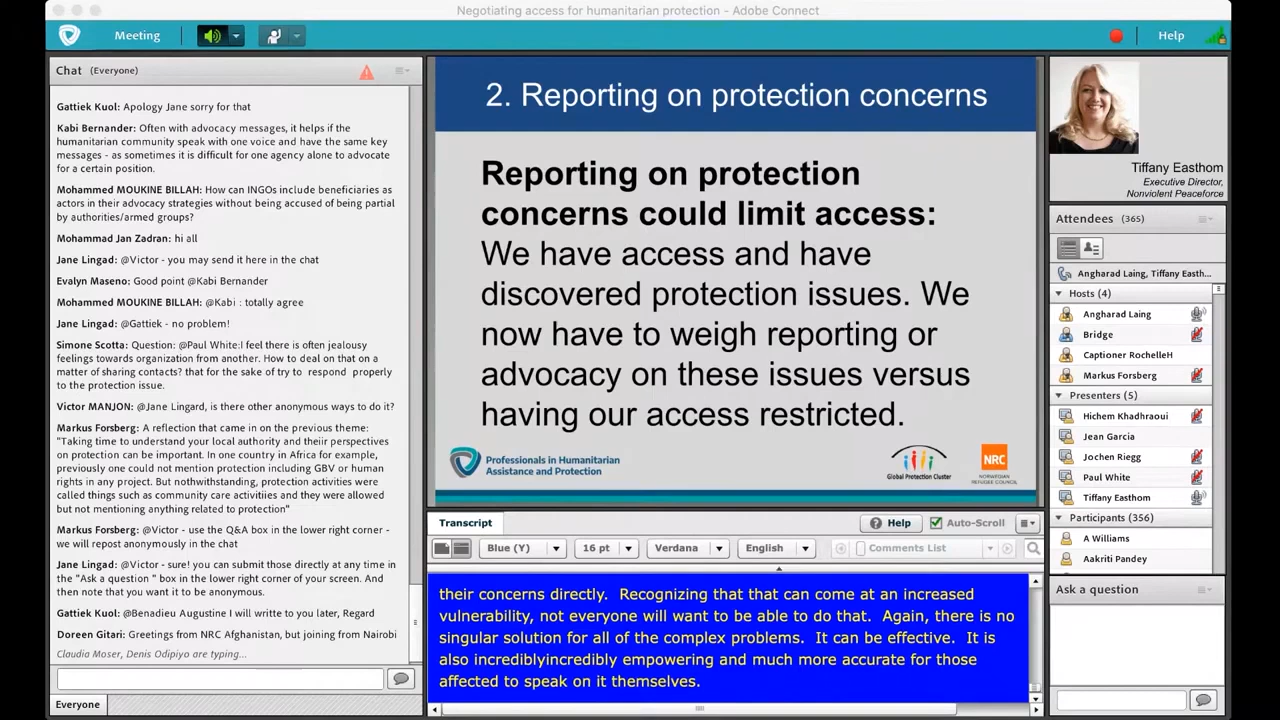 Negotiating access for humanitarian protection - Adobe Connect
Meeting
Help
Chat (Everyone)
Gattiek Kuol: Apology Jane sorry for that
Kabi Bernander: Often with advocacy messages, it helps if the
humanitarian community speak with one voice and have the same key
messages - as sometimes it is difficult for one agency alone to advocate
for a certain position.
Mohammed MOUKINE BILLAH: How can INGOs include beneficiaries as
actors in their advocacy strategies without being accused of being partial
by authorities/armed groups?
Mohammad Jan Zadran: hi all
Jane Lingad: @Victor - you may send it here in the chat
Evalyn Maseno: Good point @Kabi Bernander
Mohammed MOUKINE BILLAH: @Kabi : totally agree
Jane Lingad: @Gattiek - no problem!
Simone Scotta: Question: @Paul White:I feel there is often jealousy
feelings towards organization from another. How to deal on that on a
matter of sharing contacts? that for the sake of try to respond properly
to the protection issue.
Victor MANJON: @Jane Lingard, is there other anonymous ways to do it?
Markus Forsberg: A reflection that came in on the previous theme:
"Taking time to understand your local authority and theiir perspectives
on protection can be important. In one country in Africa for example,
previously one could not mention protection including GBV or human
rights in any project. But nothwithstanding, protection activities were
called things such as community care activitiies and they were allowed
but not mentioning anything related to protection"
Markus Forsberg: @Victor - use the Q&A box in the lower right corner -
we will repost anonymously in the chat
Jane Lingad: @Victor - sure! you can submit those directly at any time in
the "Ask a question " box in the lower right corner of your screen. And
then note that you want it to be anonymous.
Gattiek Kuol: @Benadieu Augustine I will writte to you later, Regard
Doreen Gitari: Greetings from NRC Afghanistan, but joining from Nairobi
Claudia Moser, Denis Odipiyo are typing...
Everyone
2. Reporting on protection concerns
Reporting on protection
concerns could limit access:
We have access and have
discovered protection issues. We
now have to weigh reporting or
advocacy on these issues versus
having our access restricted.
Professionals in Humanitarian
Assistance and Protection
Global Protection Cluster
NRC
NORWEGIAN
REFUGEE COUNCIL
Transcript
Help
Auto-Scroll
Blue (Y)
16 pt
Verdana
English
Comments List
their concerns directly. Recognizing that that can come at an increased
vulnerability, not everyone will want to be able to do that. Again, there is no
singular solution for all of the complex problems. It can be effective. It is
also incrediblyincredibly empowering and much more accurate for those
affected to speak on it themselves.
Tiffany Easthom
Executive Director,
Nonviolent Peaceforce
Attendees (365)
Angharad Laing, Tiffany Easth...
Hosts (4)
Angharad Laing
Bridge
Captioner RochelleH
Markus Forsberg
Presenters (5)
Hichem Khadhraoui
Jean Garcia
Jochen Riegg
Paul White
Tiffany Easthom
Participants (356)
A Williams
Aakriti Pandey
Ask a question